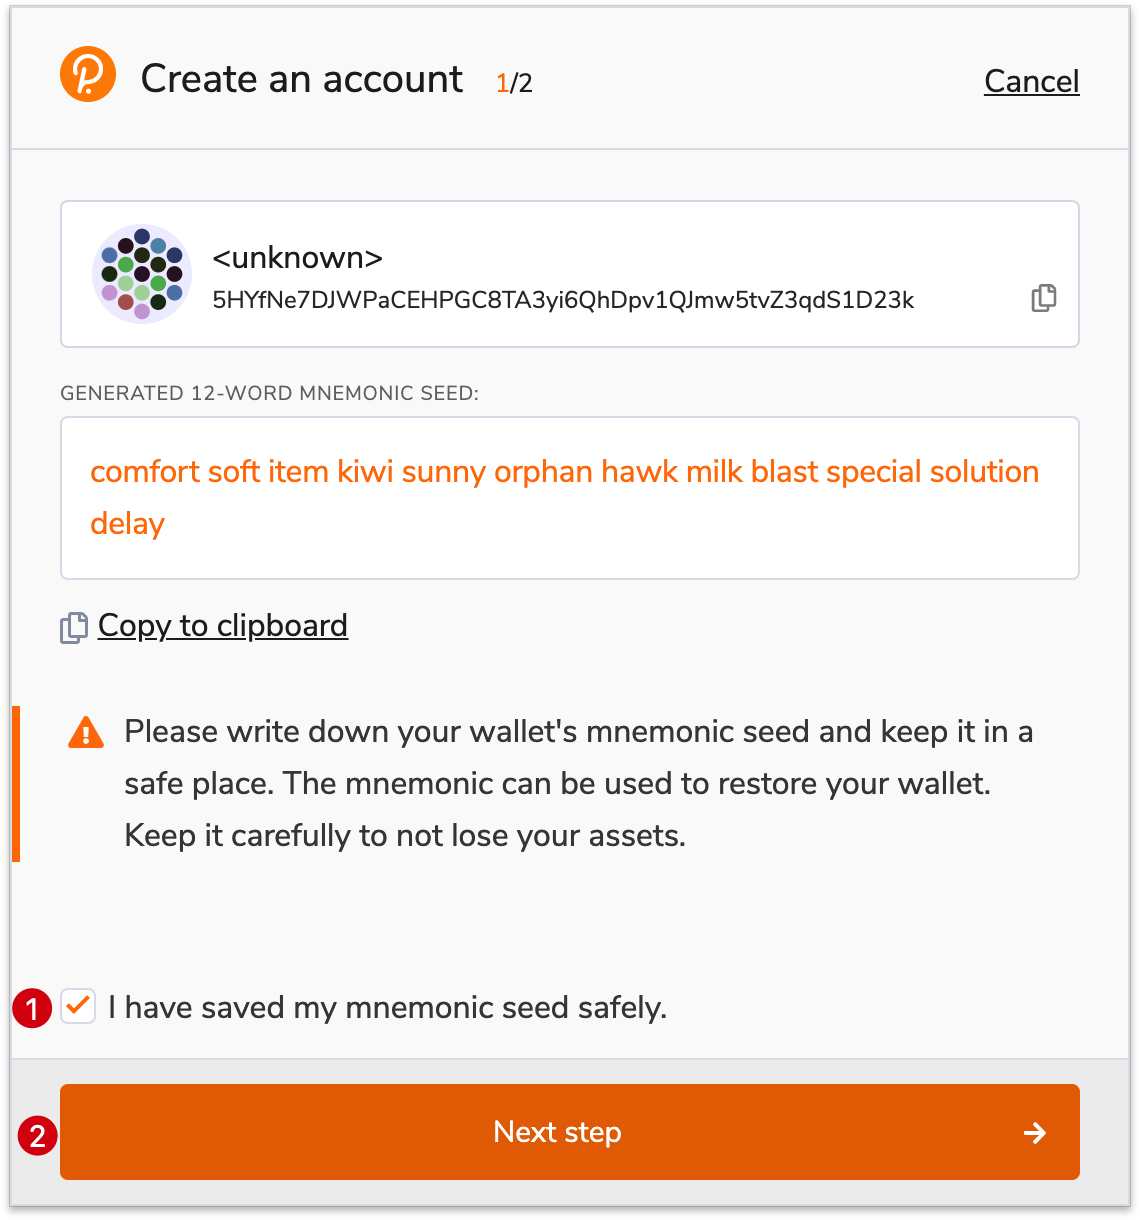 Create an account 1/2 Cancel
<unknown>
5HYfNe7DJWPaCEHPGC8TA3yi6QhDpv1QJmw5tvZ3qdS1D23k
GENERATED 12-WORD MNEMONIC SEED:
comfort soft item kiwi sunny orphan hawk milk blast special solution
delay
Copy to clipboard
Please write down your wallet's mnemonic seed and keep it in a
safe place. The mnemonic can be used to restore your wallet.
Keep it carefully to not lose your assets.
1 I have saved my mnemonic seed safely.
2 Next step